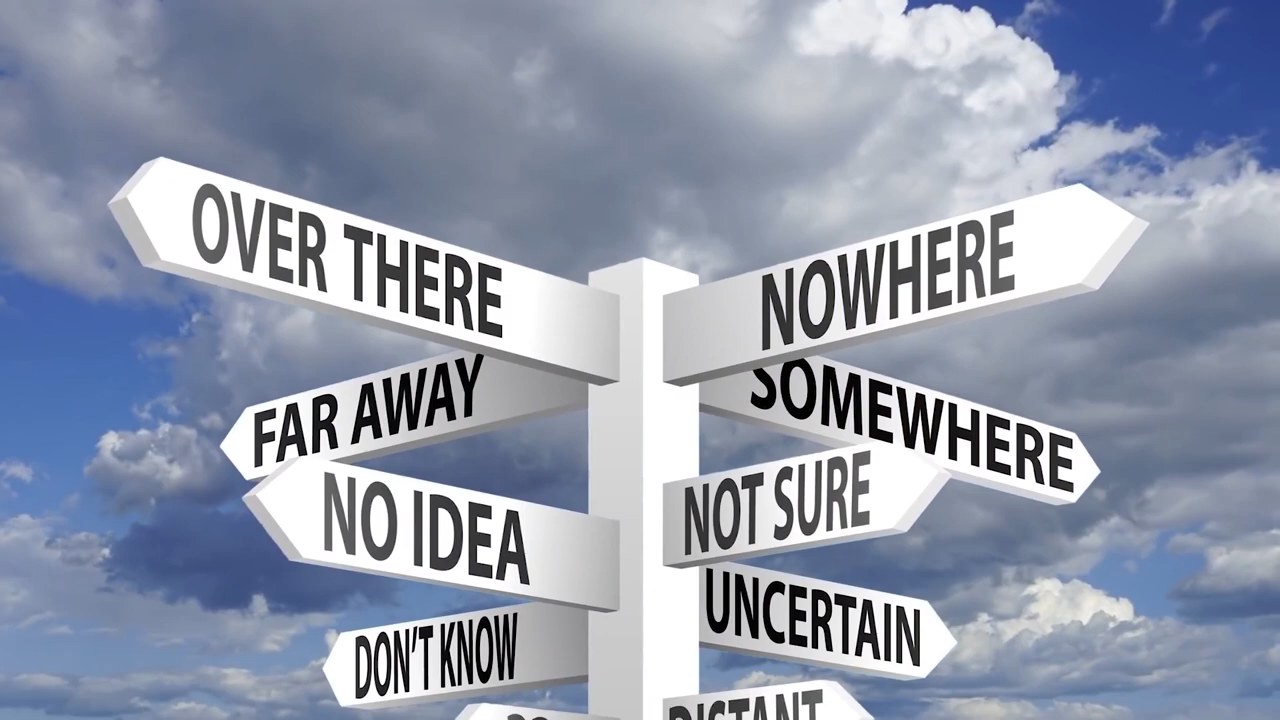 OVER THERE
NOWHERE
FAR AWAY
SOMEWHERE
NO IDEA
NOT SURE
DON'T KNOW
UNCERTAIN
DISTANT